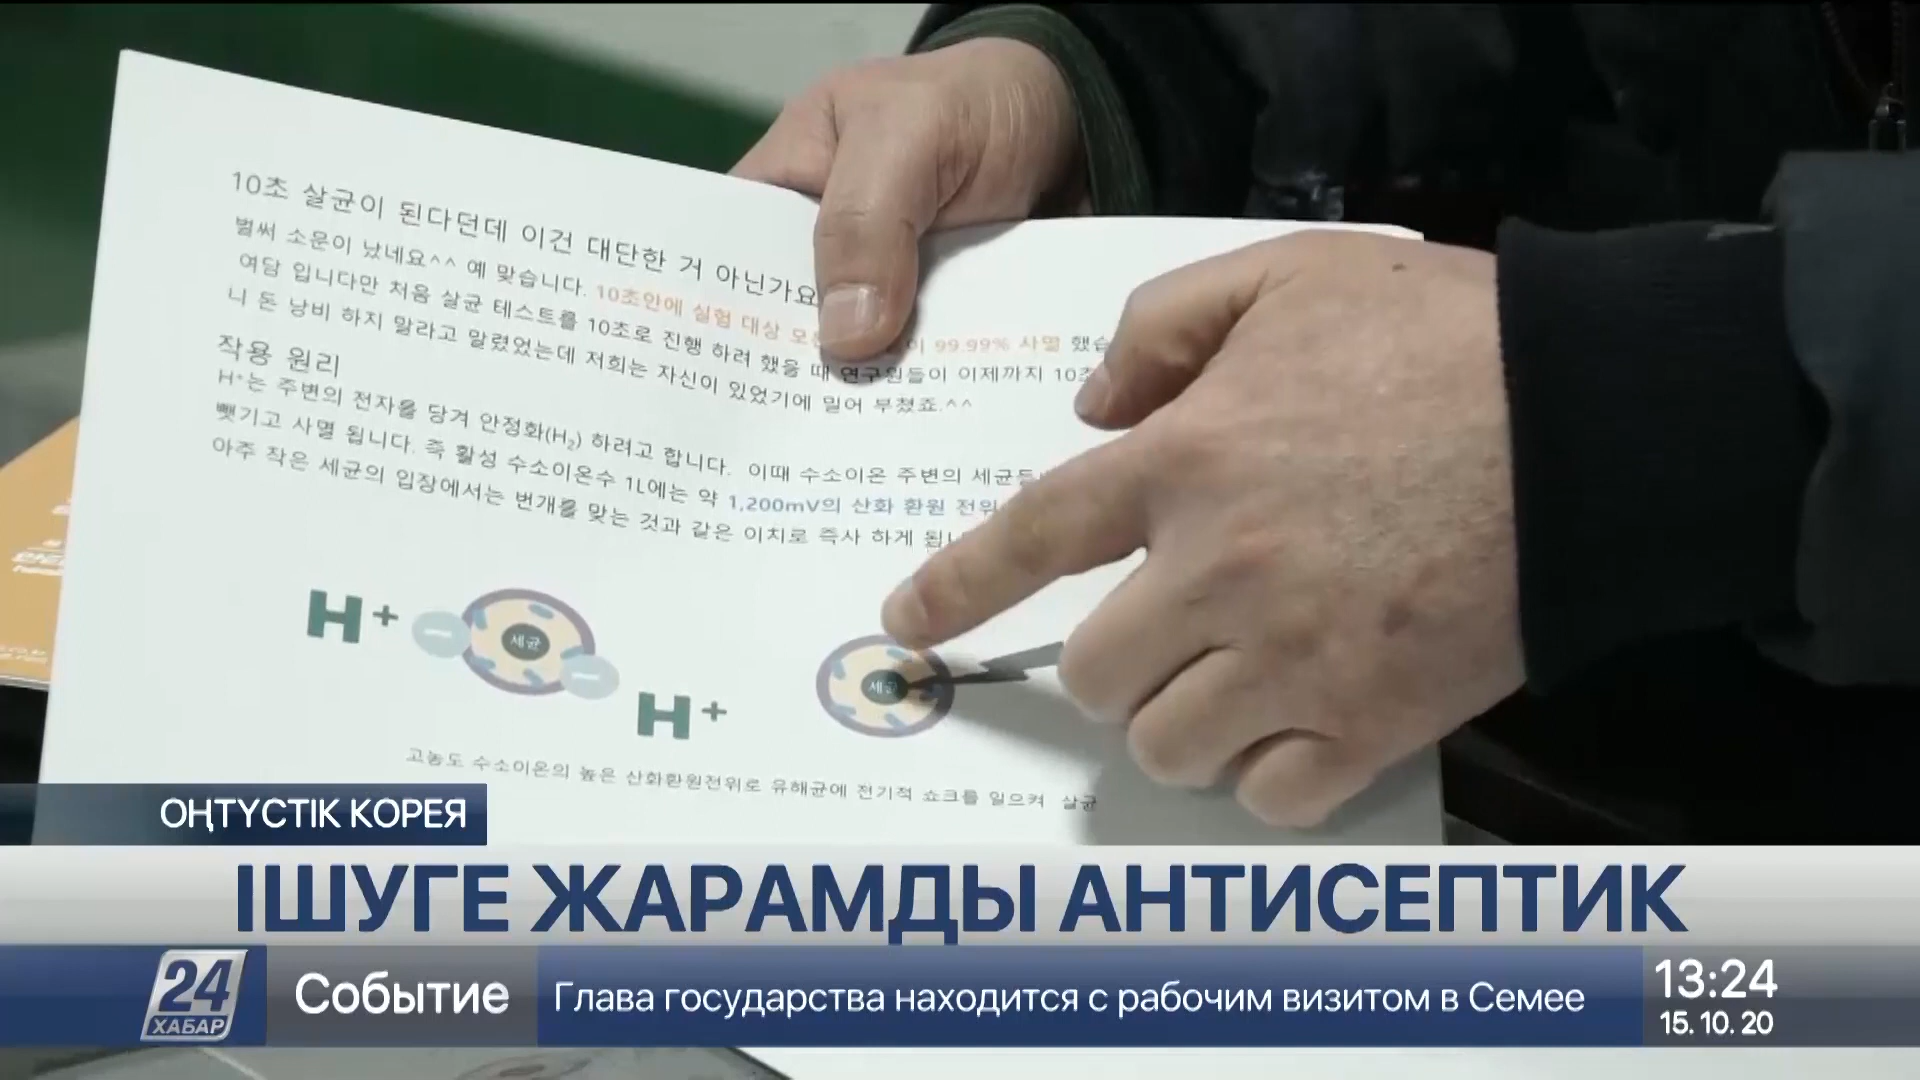 10초 살균이 된다던데 이건 대단한 거 아닌가요
벌써 소문이 났네요^^ 예 맞습니다. 10초안에 실험 대상 99.99% 사멸
여담 입니다만 처음 살균 테스트를 10초로 진행 하려 했을 때 연구원들이 이제까지
니 돈 낭비 하지 말라고 말렸었는데 저희는 자신이 있었기에 밀어 부쳤죠.^^
작용 원리
H⁺는 주변의 전자를 당겨 안정화(H₂) 하려고 합니다. 이때 수소이온 주변의
뺏기고 사멸 됩니다. 즉 활성 수소이온수 1L에는 약 1,200mV의 산화 환원
아주 작은 세균의 입장에서는 번개를 맞는 것과 같은 이치로 즉사 하게
H⁺ 세균 H⁺
세균
고농도 수소이온의 높은 산화환원전위로 유해균에 전기적 쇼크를 일으켜 살균
ОҢТҮСТІК КОРЕЯ
ІШУГЕ ЖАРАМДЫ АНТИСЕПТИК
24 ХАБАР
Событие
Глава государства находится с рабочим визитом в Семее
13:24
15.10.20